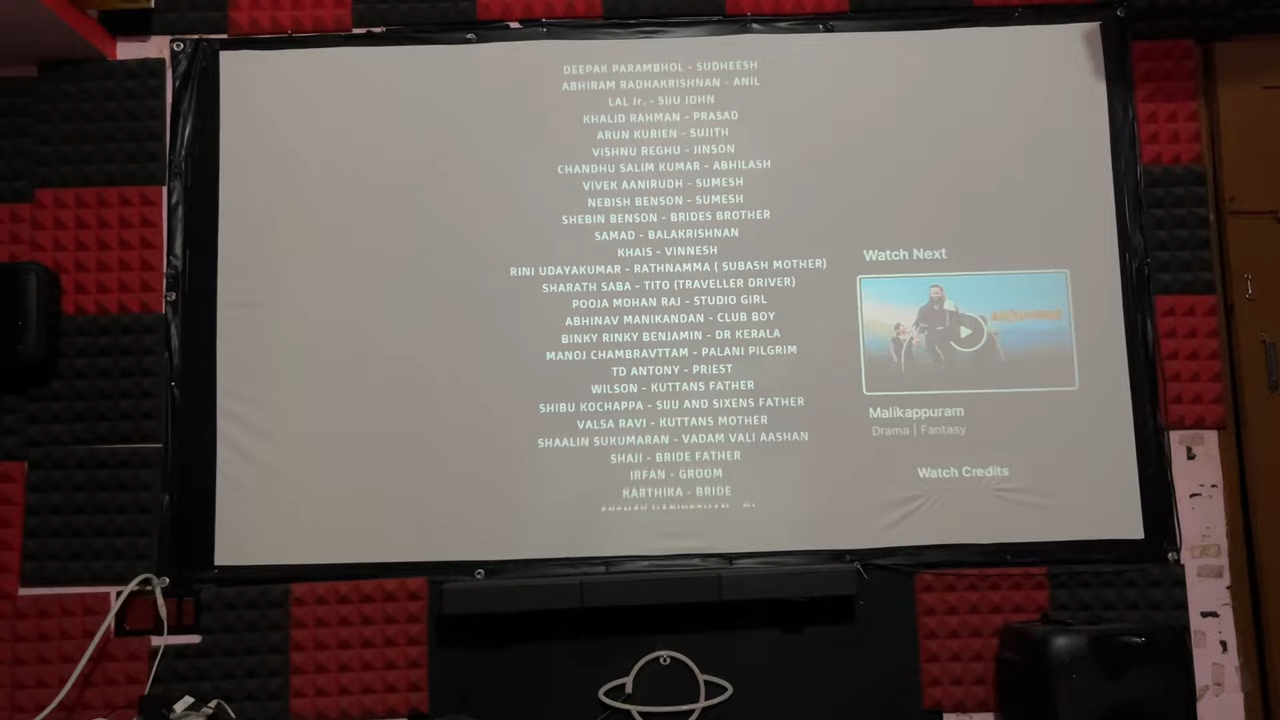 DEEPAK PARAMBHOL - SUDHEESH
ABHIRAM RADHAKRISHNAN - ANIL
LAL Jr. - SIJU JOHN
KHALID RAHMAN - PRASAD
ARUN KURIEN - SUJITH
VISHNU REGHU - JINSON
CHANDHU SALIM KUMAR - ABHILASH
VIVEK AANIRUDH - SUMESH
NEBISH BENSON - SUMESH
SHEBIN BENSON - BRIDES BROTHER
SAMAD - BALAKRISHNAN
KHAIS - VINNESH
RINI UDAYAKUMAR - RATHNAMMA ( SUBASH MOTHER)
SHARATH SABA - TITO (TRAVELLER DRIVER)
POOJA MOHAN RAJ - STUDIO GIRL
ABHINAV MANIKANDAN - CLUB BOY
BINKY RINKY BENJAMIN - DR KERALA
MANOJ CHAMBRAVTTAM - PALANI PILGRIM
TD ANTONY - PRIEST
WILSON - KUTTANS FATHER
SHIBU KOCHAPPA - SIJU AND SIXENS FATHER
VALSA RAVI - KUTTANS MOTHER
SHAALIN SUKUMARAN - VADAM VALI AASHAN
SHAJI - BRIDE FATHER
IRFAN - GROOM
KARTHIKA - BRIDE
Watch Next
Malikappuram
Drama | Fantasy
Watch Credits